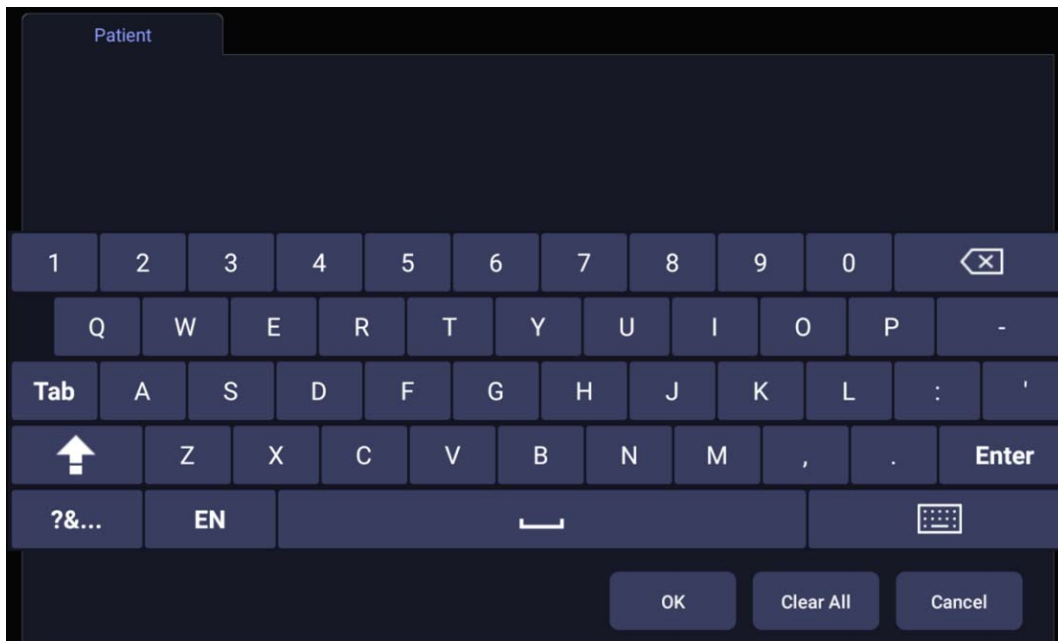 Patient
1 2 3 4 5 6 7 8 9 0
Q W E R T Y U I O P -
Tab A S D F G H J K L : '
Z X C V B N M , . Enter
?&... EN
OK Clear All Cancel